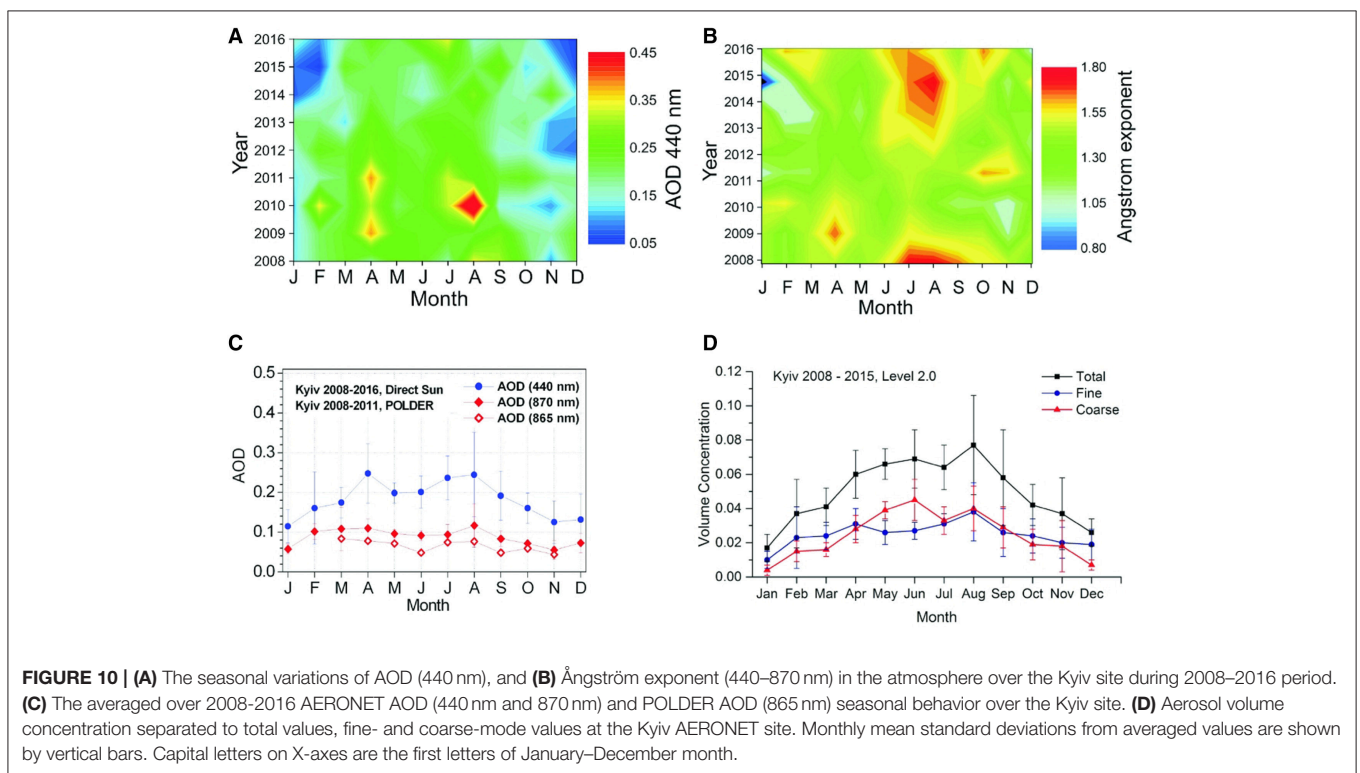 A
2016
2015
2014
2013
2012
2011
2010
2009
2008
Year
J F M A M J J A S O N D
Month
0.45
0.35
0.25
0.15
0.05
AOD 440 nm
B
2016
2015
2014
2013
2012
2011
2010
2009
2008
Year
J F M A M J J A S O N D
Month
1.80
1.55
1.30
1.05
0.80
Angstrom exponent
C
0.5
0.4
0.3
0.2
0.1
0.0
AOD
Kyiv 2008-2016, Direct Sun
Kyiv 2008-2011, POLDER
AOD (440 nm)
AOD (870 nm)
AOD (865 nm)
J F M A M J J A S O N D
Month
D
0.12
0.10
0.08
0.06
0.04
0.02
0.00
Volume Concentration
Kyiv 2008 - 2015, Level 2.0
Total
Fine
Coarse
Jan Feb Mar Apr May Jun Jul Aug Sep Oct Nov Dec
Month
FIGURE 10 | (A) The seasonal variations of AOD (440 nm), and (B) Ångström exponent (440–870 nm) in the atmosphere over the Kyiv site during 2008–2016 period.
(C) The averaged over 2008-2016 AERONET AOD (440 nm and 870 nm) and POLDER AOD (865 nm) seasonal behavior over the Kyiv site. (D) Aerosol volume
concentration separated to total values, fine- and coarse-mode values at the Kyiv AERONET site. Monthly mean standard deviations from averaged values are shown
by vertical bars. Capital letters on X-axes are the first letters of January–December month.